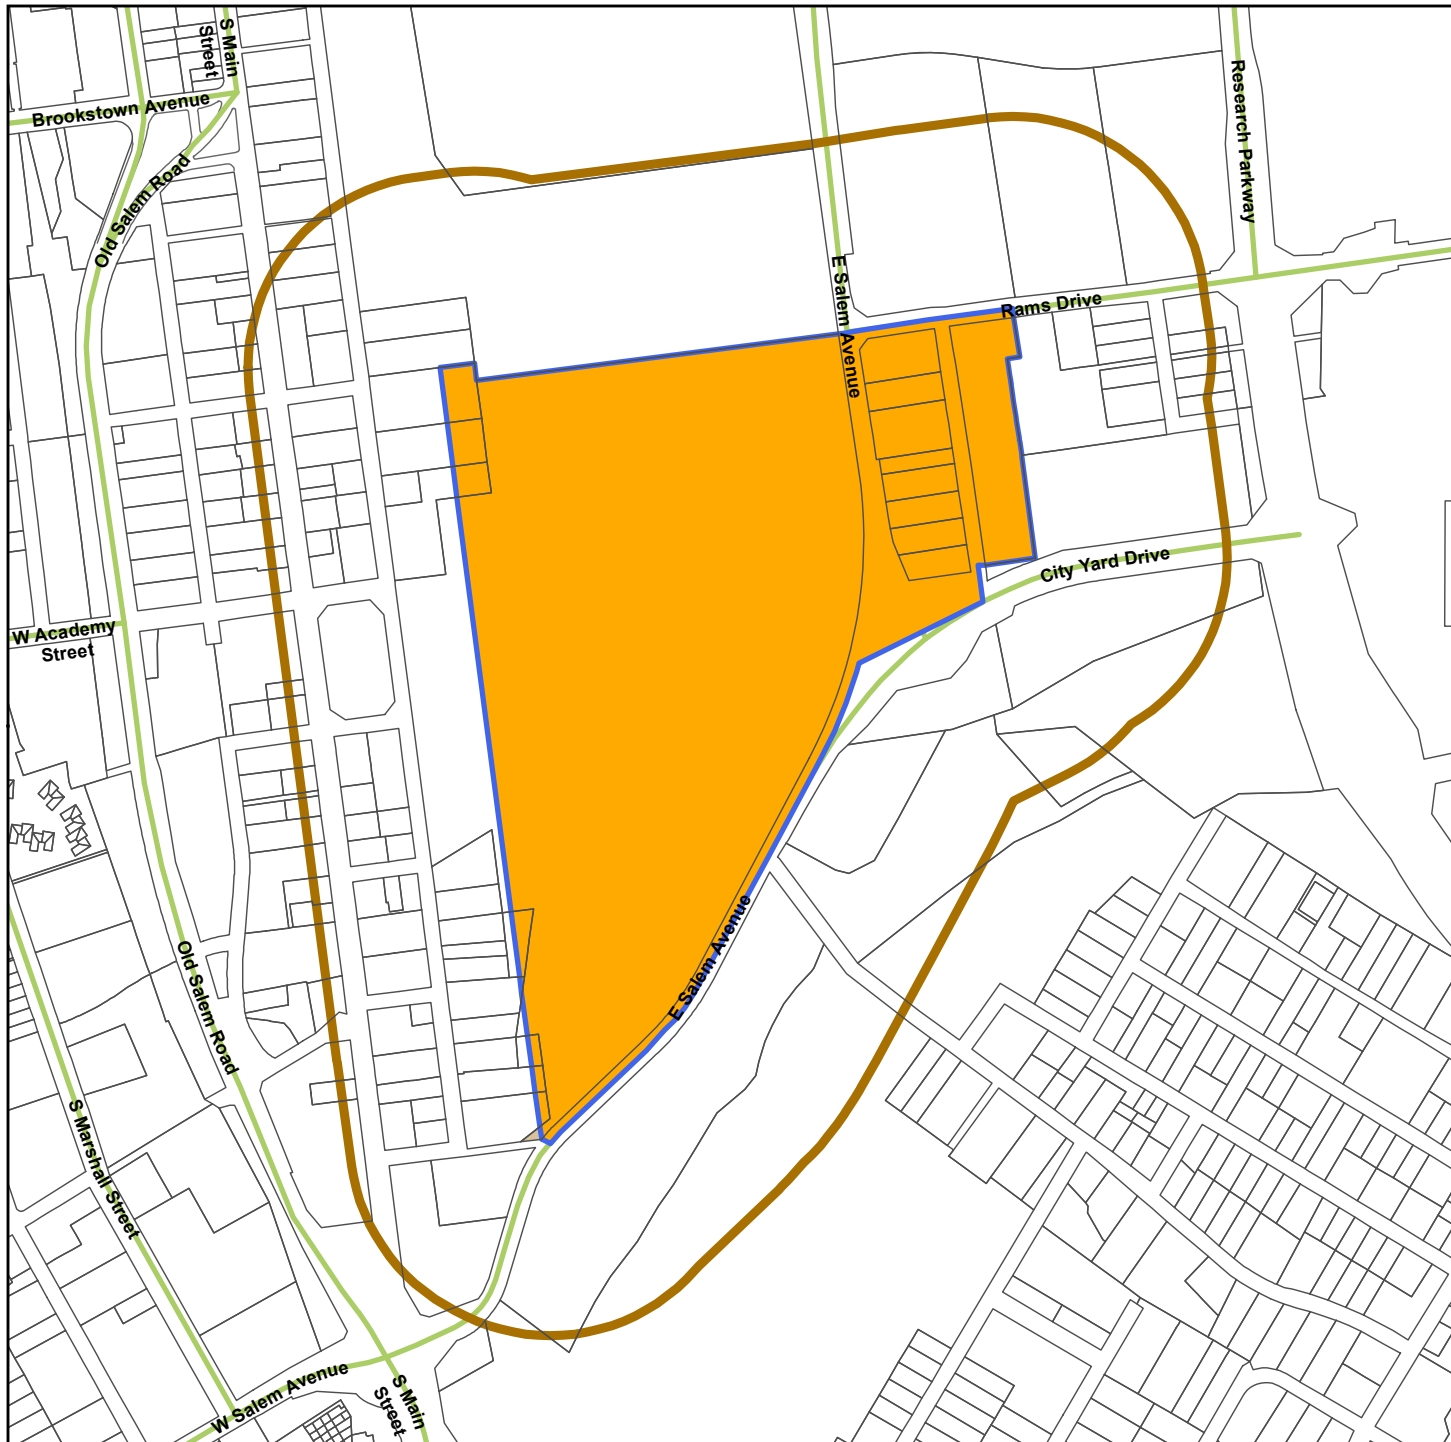 S Main
Street
Brookstown Avenue
Research Parkway
Old Salem Road
E Salem Avenue
Rams Drive
City Yard Drive
W Academy
Street
E Salem Avenue
Old Salem Road
S Marshall Street
W Salem Avenue
S Main
Street